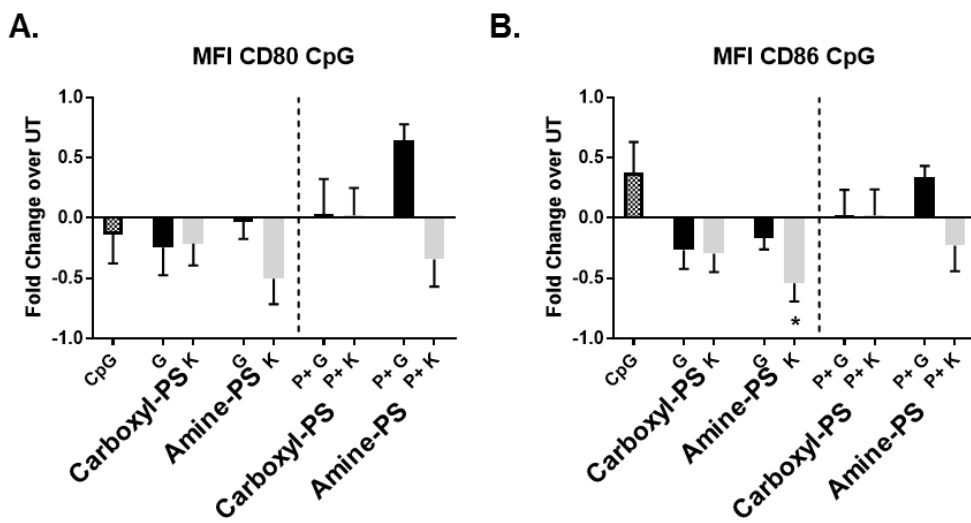 A.
MFI CD80 CpG
Fold Change over UT
1.0
0.5
0.0
-0.5
-1.0
CpG
G
K
G
K
P+ G
P+ K
P+ G
P+ K
Carboxyl-PS
Amine-PS
Carboxyl-PS
Amine-PS
B.
MFI CD86 CpG
Fold Change over UT
1.0
0.5
0.0
-0.5
-1.0
*
CpG
G
K
G
K
P+ G
P+ K
P+ G
P+ K
Carboxyl-PS
Amine-PS
Carboxyl-PS
Amine-PS